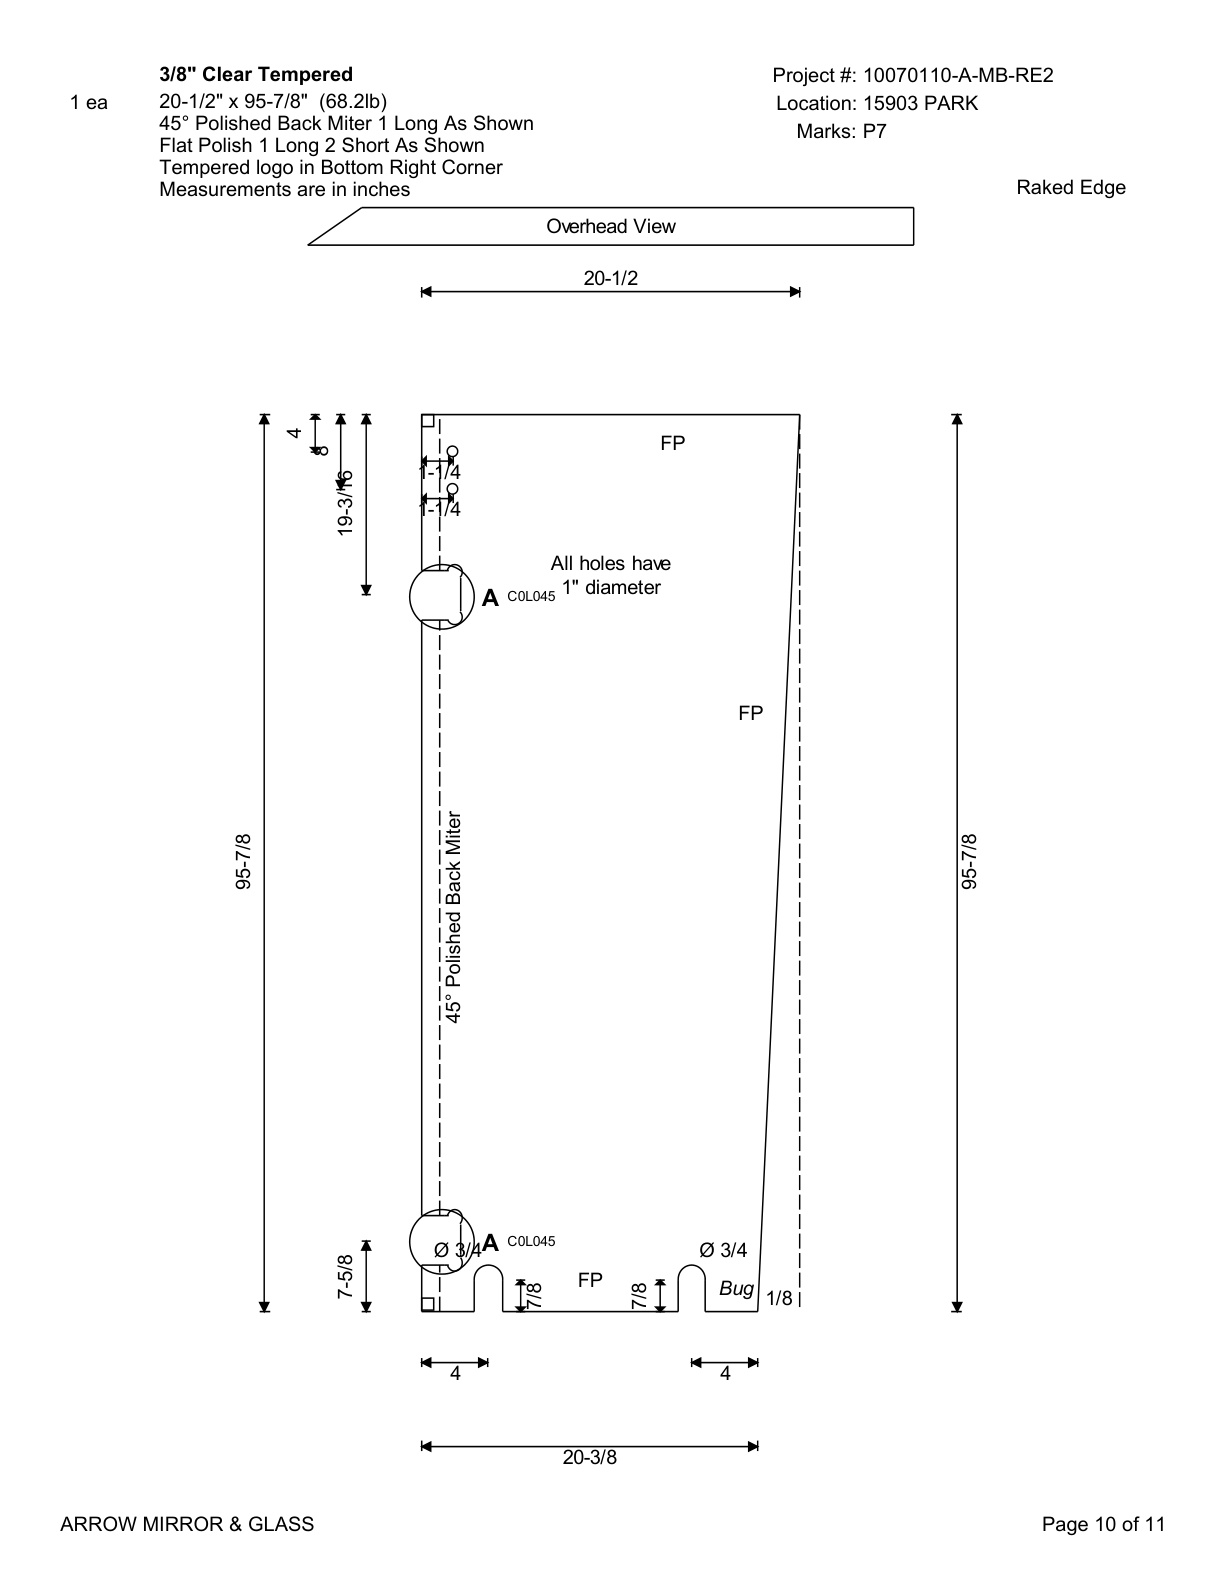 3/8" Clear Tempered
Project #: 10070110-A-MB-RE2
1 ea
20-1/2" x 95-7/8" (68.2lb)
Location: 15903 PARK
45° Polished Back Miter 1 Long As Shown
Marks: P7
Flat Polish 1 Long 2 Short As Shown
Tempered logo in Bottom Right Corner
Measurements are in inches
Raked Edge
Overhead View
20-1/2
4
8
19-3/16
FP
1-1/4
1-1/4
All holes have
1" diameter
A C0L045
FP
95-7/8
45° Polished Back Miter
95-7/8
A C0L045
Ø 3/4
Ø 3/4
7-5/8
7/8
FP
7/8
Bug
1/8
4
4
20-3/8
ARROW MIRROR & GLASS
Page 10 of 11